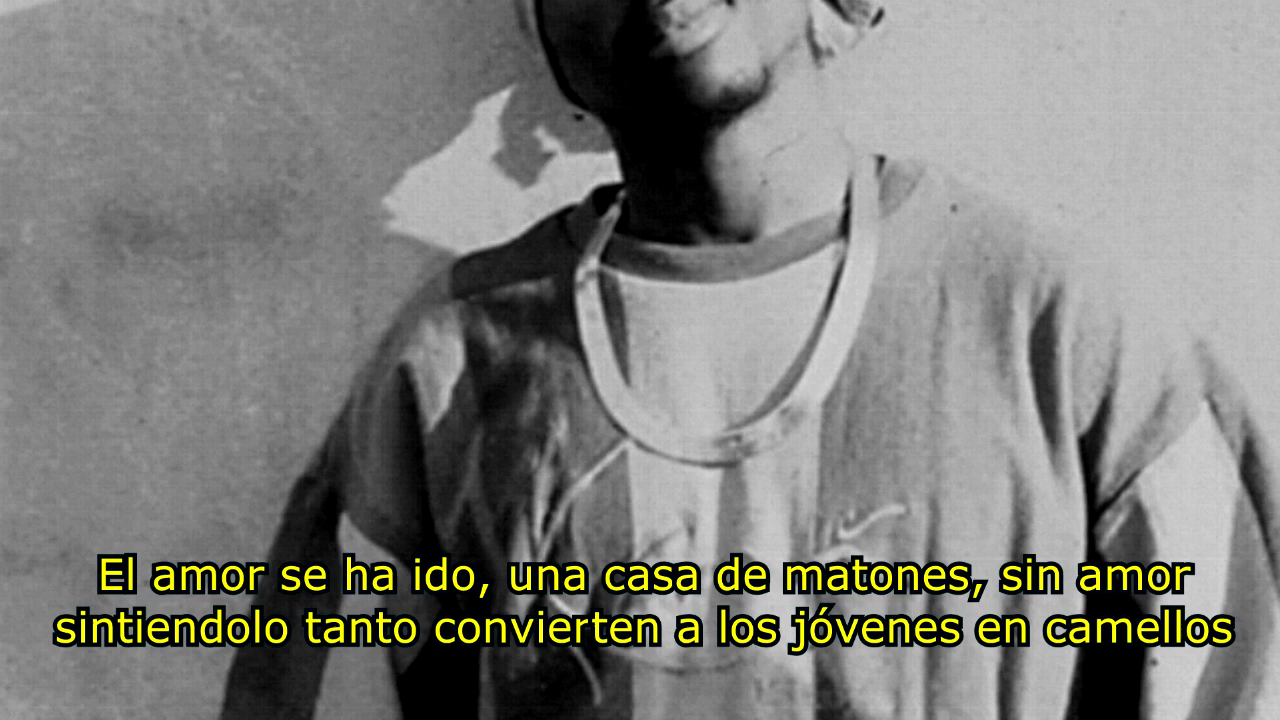 El amor se ha ido, una casa de matones, sin amor
sintiendolo tanto convierten a los jóvenes en camellos